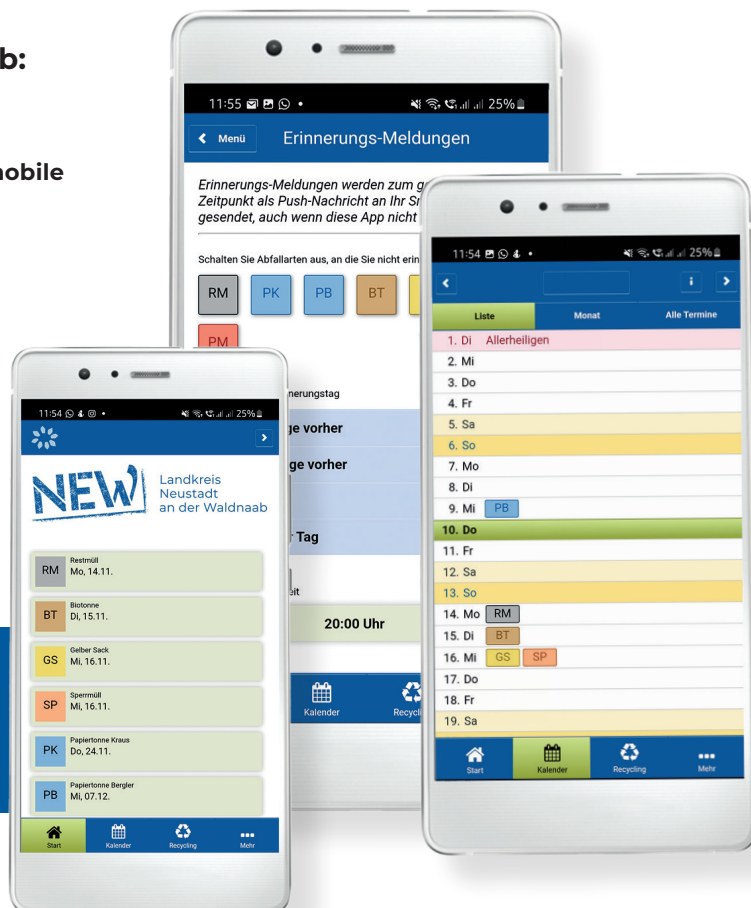 b:
mobile
11:55
25%
Menü
Erinnerungs-Meldungen
Erinnerungs-Meldungen werden zum
Zeitpunkt als Push-Nachricht an Ihr
gesendet, auch wenn diese App nicht
Schalten Sie Abfallarten aus, an die Sie nicht
RM PK PB BT
PM
ge vorher
ge vorher
Tag
20:00 Uhr
Kalender
11:54
25%
i
Liste Monat Alle Termine
1. Di Allerheiligen
2. Mi
3. Do
4. Fr
5. Sa
6. So
7. Mo
8. Di
9. Mi PB
10. Do
11. Fr
12. Sa
13. So
14. Mo RM
15. Di BT
16. Mi GS SP
17. Do
18. Fr
19. Sa
Start Kalender Recycling Mehr
11:54
25%
NEW
Landkreis
Neustadt
an der Waldnaab
RM Restmüll
Mo, 14.11.
BT Biotonne
Di, 15.11.
GS Gelber Sack
Mi, 16.11.
SP Sperrmüll
Mi, 16.11.
PK Papiertonne Kraus
Do, 24.11.
PB Papiertonne Bergler
Mi, 07.12.
Start Kalender Recycling Mehr